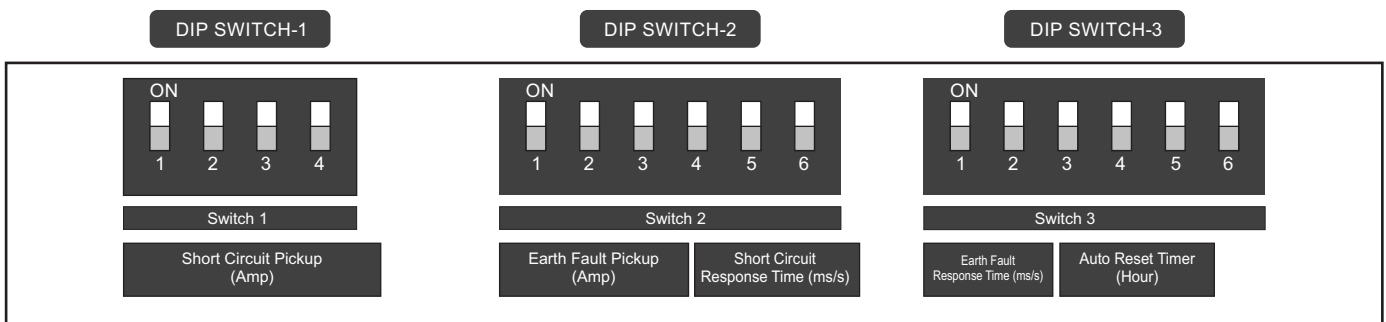 DIP SWITCH-1
DIP SWITCH-2
DIP SWITCH-3
ON
1 2 3 4
Switch 1
Short Circuit Pickup
(Amp)
ON
1 2 3 4 5 6
Switch 2
Earth Fault Pickup
(Amp)
Short Circuit
Response Time (ms/s)
ON
1 2 3 4 5 6
Switch 3
Earth Fault
Response Time (ms/s)
Auto Reset Timer
(Hour)